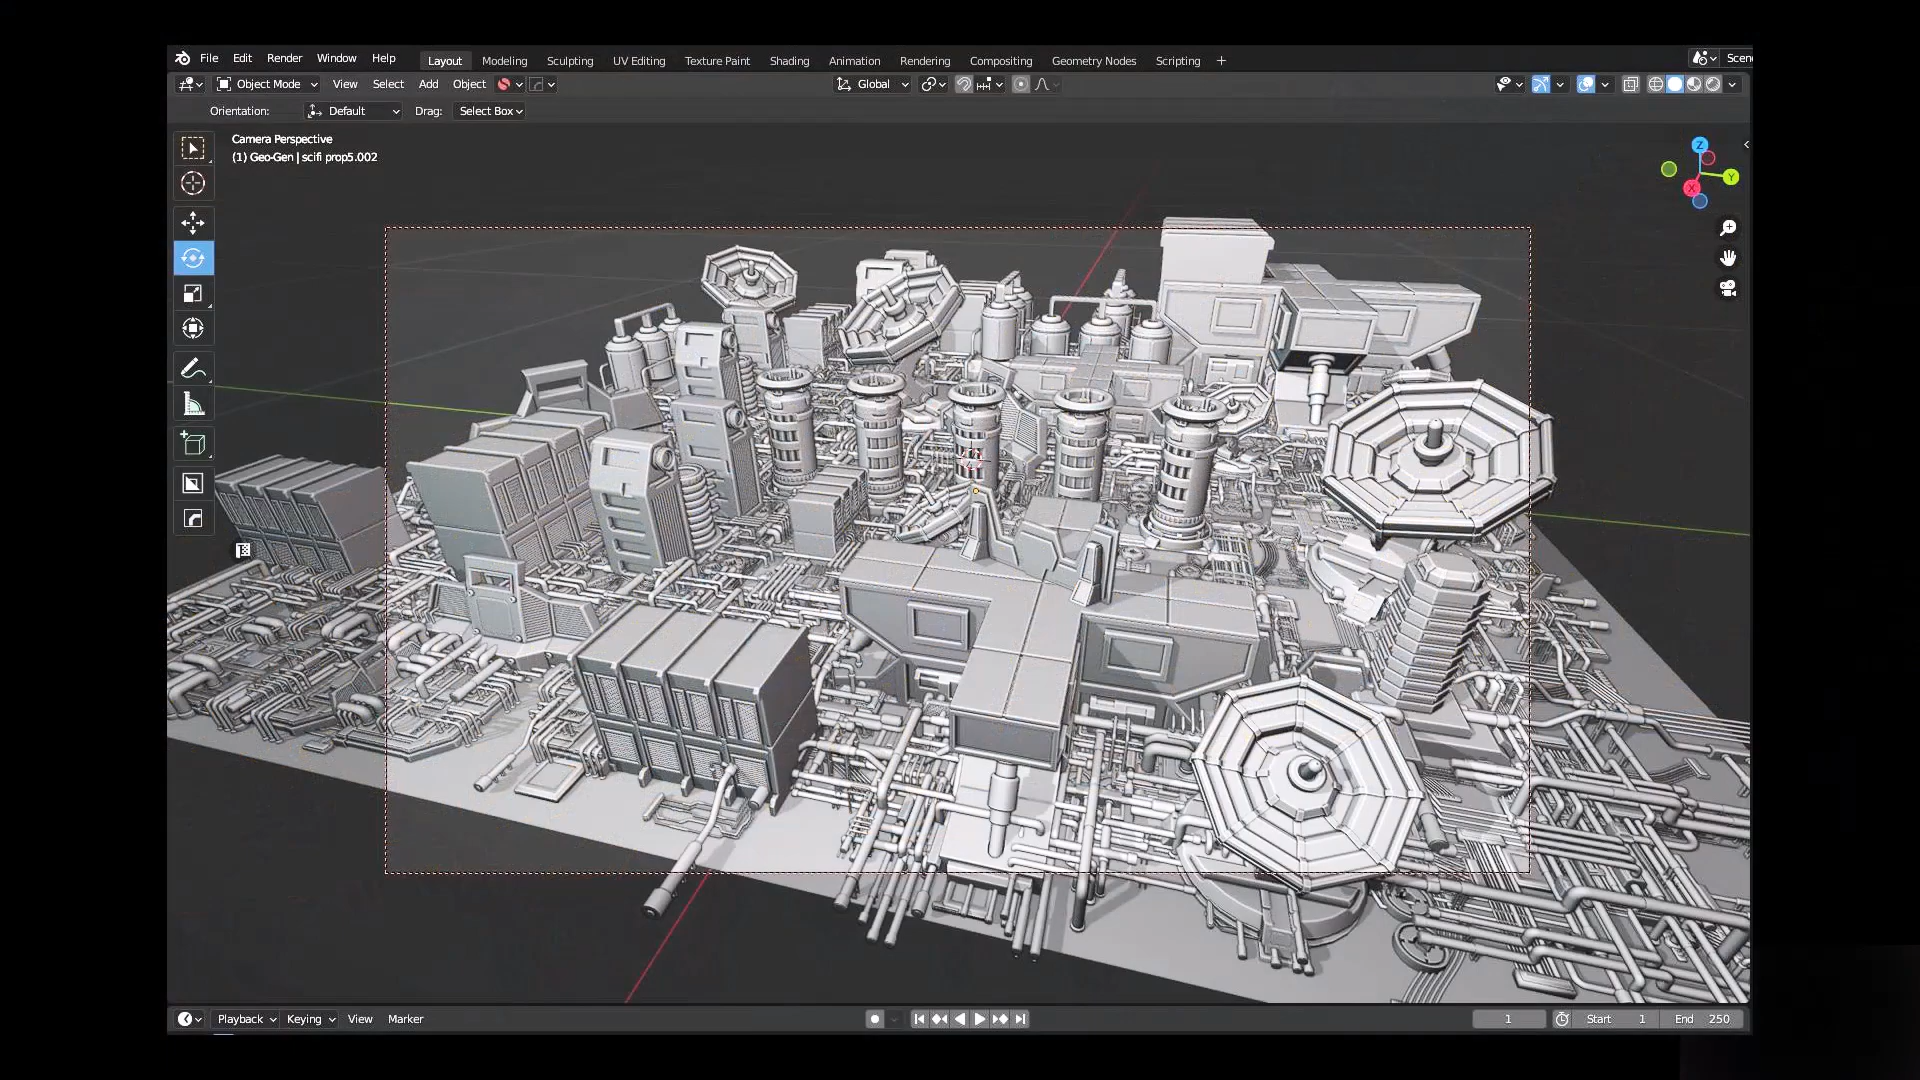 File Edit Render Window Help Layout Modeling Sculpting UV Editing Texture Paint Shading Animation Rendering Compositing Geometry Nodes Scripting + Scene
Object Mode View Select Add Object Global
Orientation: Default Drag: Select Box
Camera Perspective
(1) Geo-Gen | scifi prop5.002
Z
Y
X
Playback Keying View Marker 1 Start 1 End 250